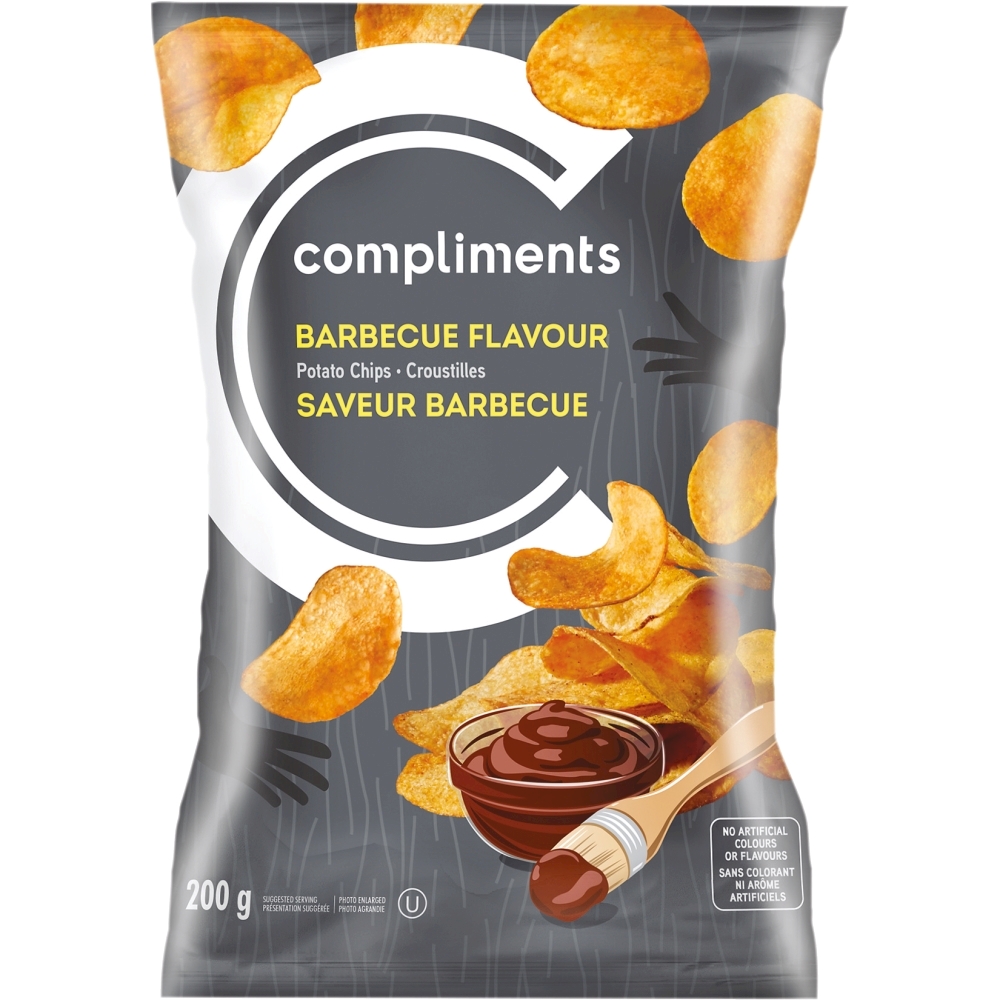 compliments
BARBECUE FLAVOUR
Potato Chips • Croustilles
SAVEUR BARBECUE
NO ARTIFICIAL
COLOURS
OR FLAVOURS
SANS COLORANT
NI ARÔME
ARTIFICIELS
200 g
SUGGESTED SERVING
PRÉSENTATION SUGGÉRÉE
PHOTO ENLARGED
PHOTO AGRANDIE
U